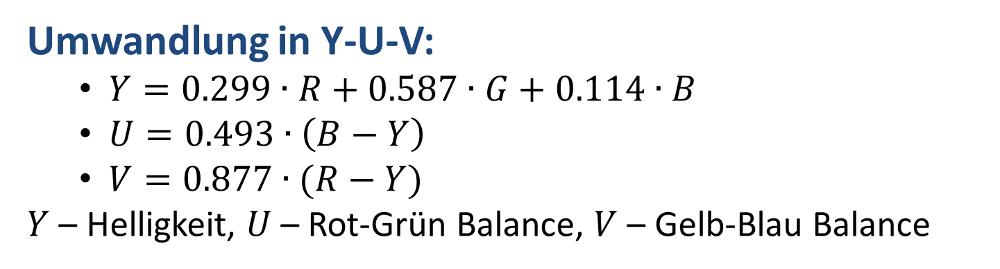 Umwandlung in Y-U-V:
• Y = 0.299 · R + 0.587 · G + 0.114 · B
• U = 0.493 · (B − Y)
• V = 0.877 · (R − Y)
Y – Helligkeit, U – Rot-Grün Balance, V – Gelb-Blau Balance